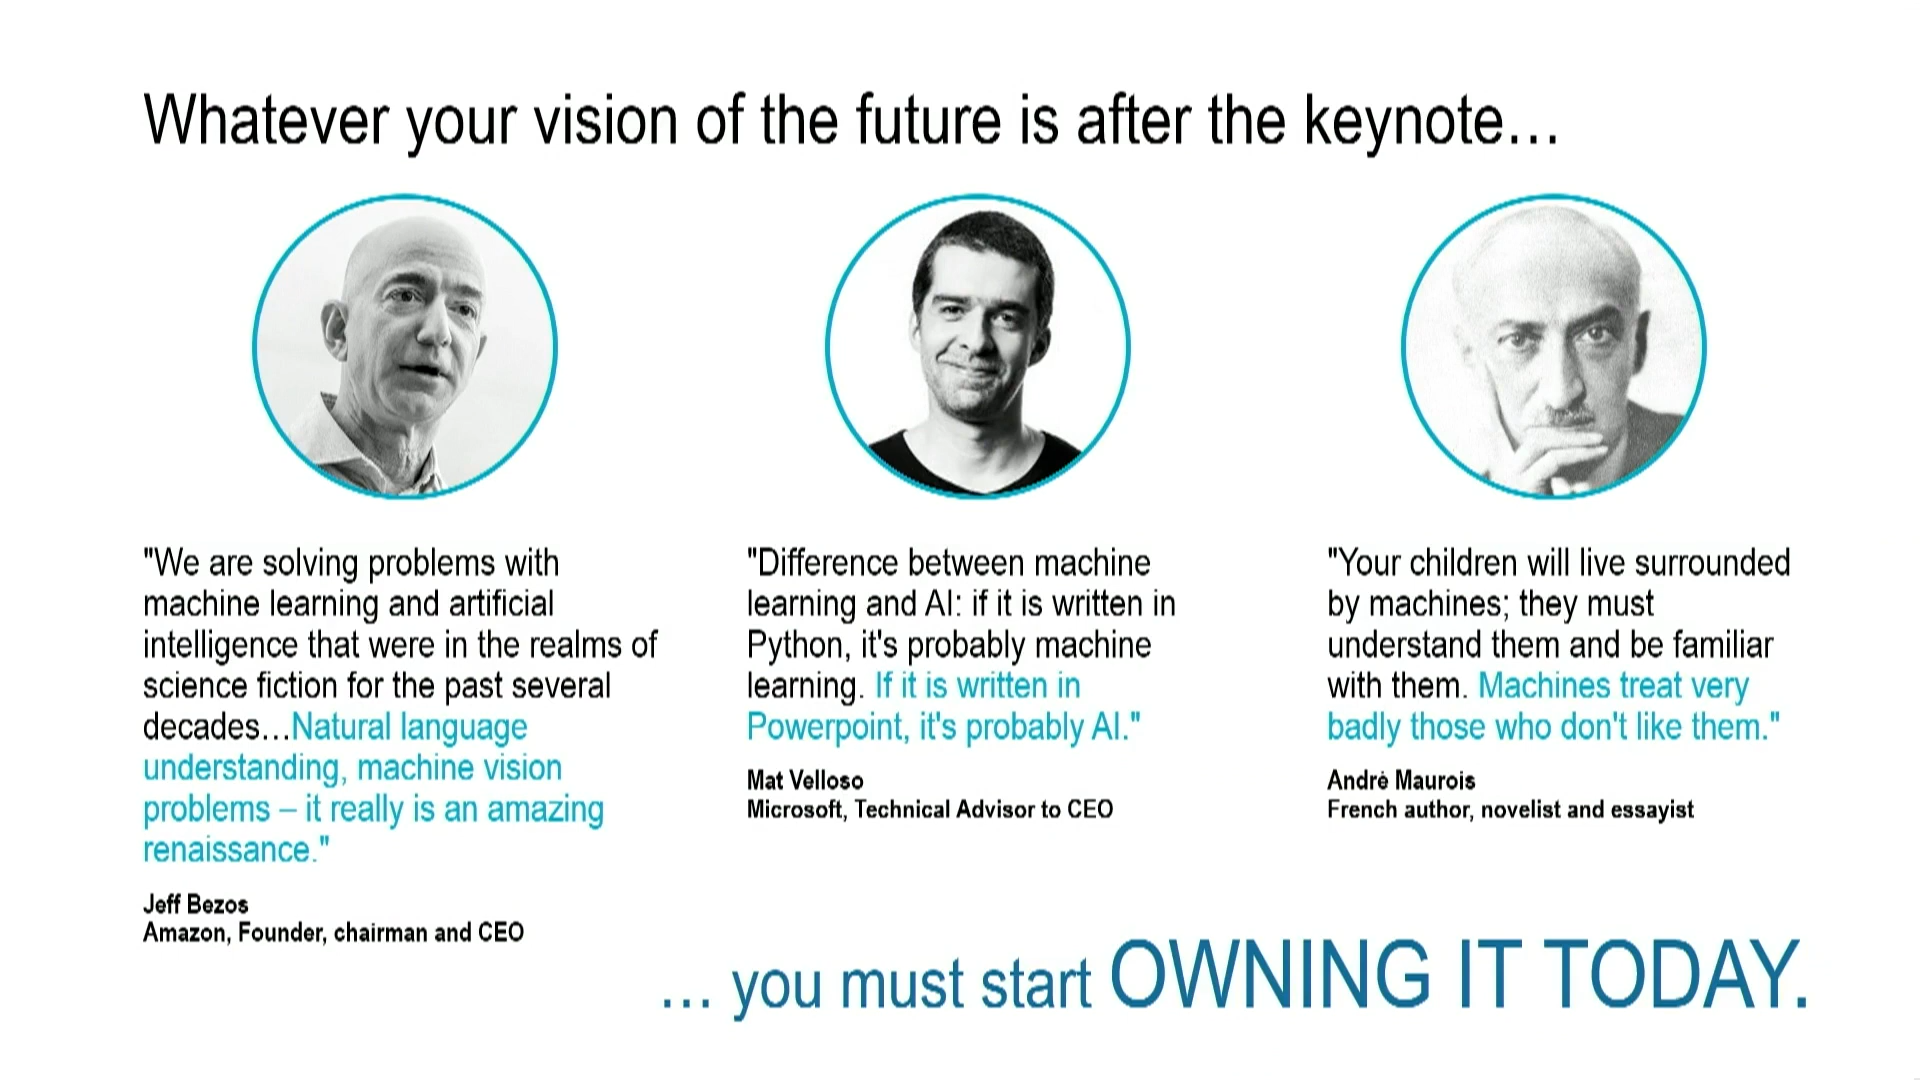 Whatever your vision of the future is after the keynote…
"We are solving problems with
machine learning and artificial
intelligence that were in the realms of
science fiction for the past several
decades…Natural language
understanding, machine vision
problems – it really is an amazing
renaissance."
Jeff Bezos
Amazon, Founder, chairman and CEO
"Difference between machine
learning and AI: if it is written in
Python, it's probably machine
learning. If it is written in
Powerpoint, it's probably AI."
Mat Velloso
Microsoft, Technical Advisor to CEO
"Your children will live surrounded
by machines; they must
understand them and be familiar
with them. Machines treat very
badly those who don't like them."
André Maurois
French author, novelist and essayist
… you must start OWNING IT TODAY.